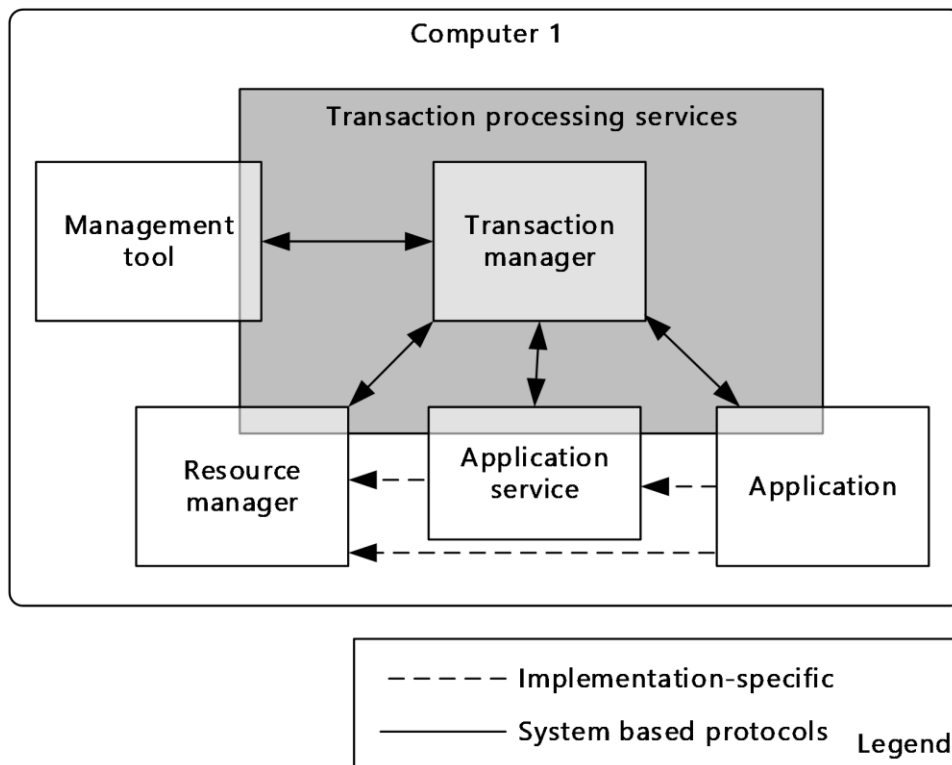 Computer 1
Transaction processing services
Management
tool
Transaction
manager
Resource
manager
Application
service
Application
Implementation-specific
System based protocols
Legend